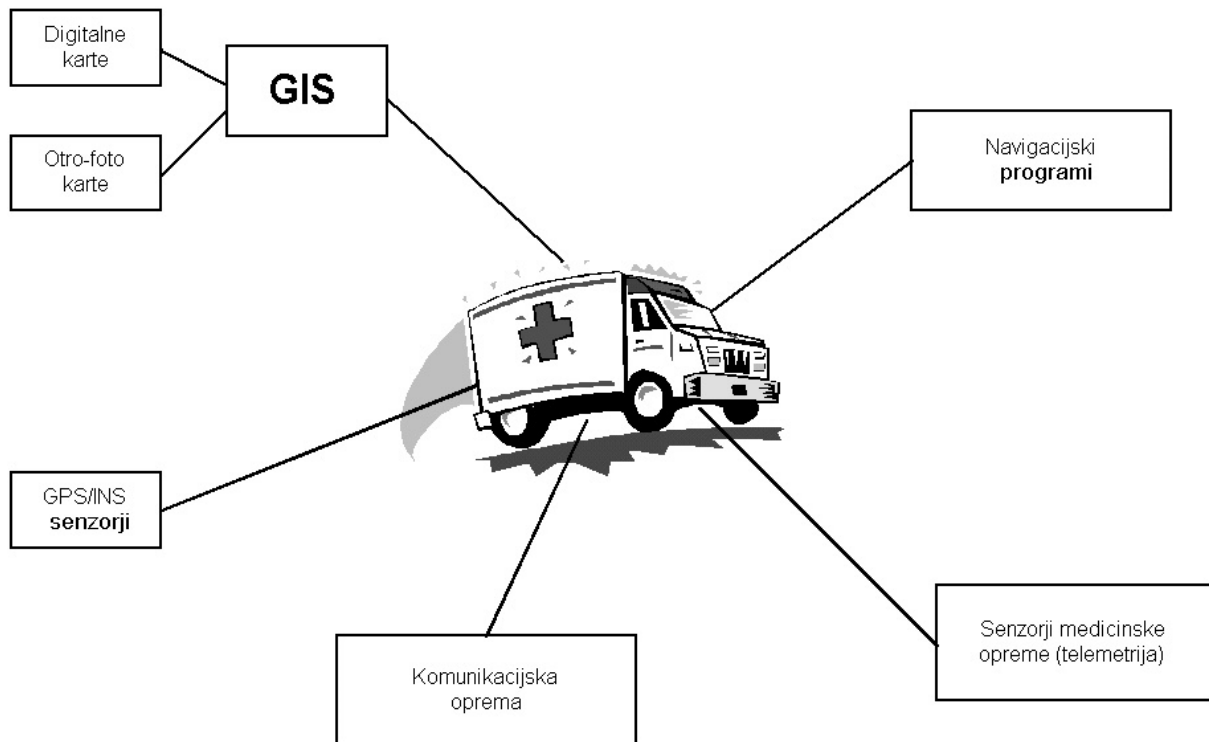 Digitalne
karte
GIS
Otro-foto
karte
Navigacijski
programi
GPS/INS
senzorji
Komunikacijska
oprema
Senzorji medicinske
opreme (telemetrija)